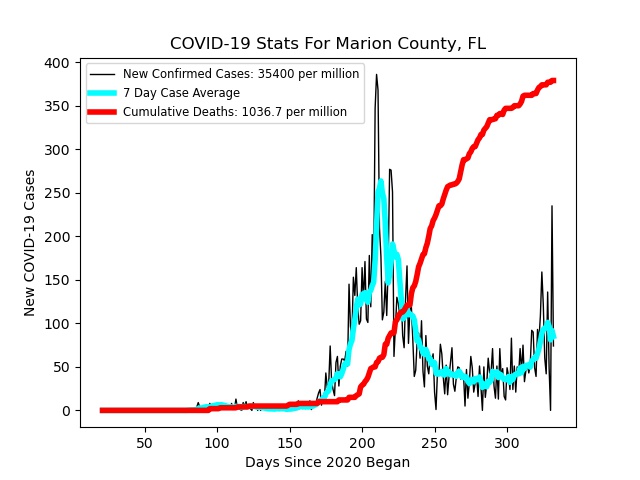 COVID-19 Stats For Marion County, FL
New Confirmed Cases: 35400 per million
7 Day Case Average
Cumulative Deaths: 1036.7 per million
New COVID-19 Cases
400
350
300
250
200
150
100
50
0
50 100 150 200 250 300
Days Since 2020 Began